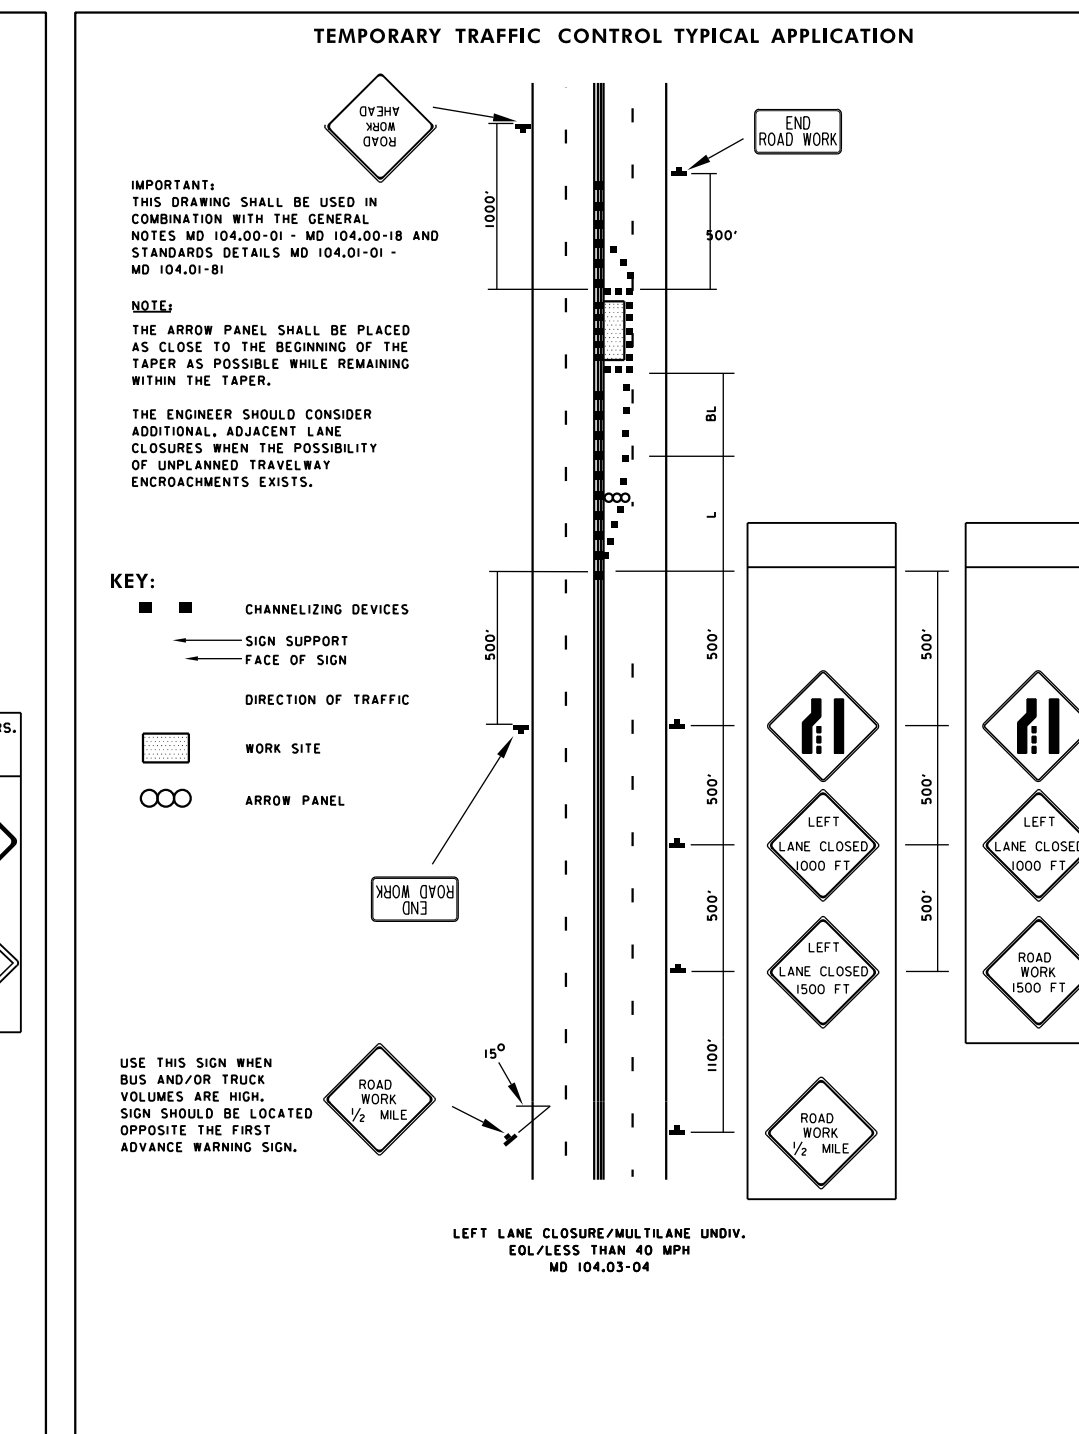 TEMPORARY TRAFFIC CONTROL TYPICAL APPLICATION
ROAD
WORK
AHEAD
END
ROAD WORK
1000'
500'
IMPORTANT:
THIS DRAWING SHALL BE USED IN
COMBINATION WITH THE GENERAL
NOTES MD 104.00-01 - MD 104.00-18 AND
STANDARDS DETAILS MD 104.01-01 -
MD 104.01-81
NOTE:
THE ARROW PANEL SHALL BE PLACED
AS CLOSE TO THE BEGINNING OF THE
TAPER AS POSSIBLE WHILE REMAINING
WITHIN THE TAPER.
THE ENGINEER SHOULD CONSIDER
ADDITIONAL, ADJACENT LANE
CLOSURES WHEN THE POSSIBILITY
OF UNPLANNED TRAVELWAY
ENCROACHMENTS EXISTS.
BL
L
KEY:
CHANNELIZING DEVICES
SIGN SUPPORT
FACE OF SIGN
DIRECTION OF TRAFFIC
WORK SITE
ARROW PANEL
500'
500'
500'
RS.
500'
500'
LEFT
LANE CLOSED
1000 FT
LEFT
LANE CLOSED
1000 FT
END
ROAD WORK
500'
500'
LEFT
LANE CLOSED
1500 FT
ROAD
WORK
1500 FT
1100'
15°
USE THIS SIGN WHEN
BUS AND/OR TRUCK
VOLUMES ARE HIGH.
SIGN SHOULD BE LOCATED
OPPOSITE THE FIRST
ADVANCE WARNING SIGN.
ROAD
WORK
1/2 MILE
ROAD
WORK
1/2 MILE
LEFT LANE CLOSURE/MULTILANE UNDIV.
EOL/LESS THAN 40 MPH
MD 104.03-04